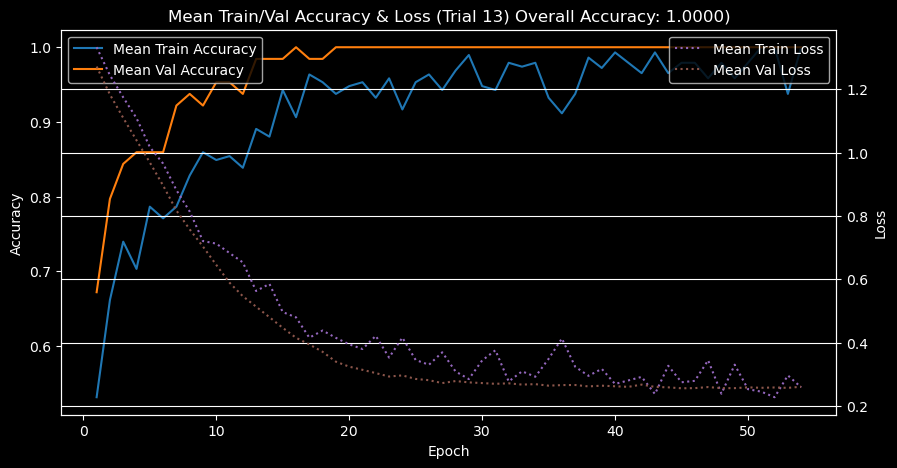 Mean Train/Val Accuracy & Loss (Trial 13) Overall Accuracy: 1.0000)
Mean Train Accuracy
Mean Val Accuracy
Mean Train Loss
Mean Val Loss
1.0
0.9
0.8
0.7
0.6
Accuracy
1.2
1.0
0.8
0.6
0.4
0.2
Loss
0 10 20 30 40 50
Epoch